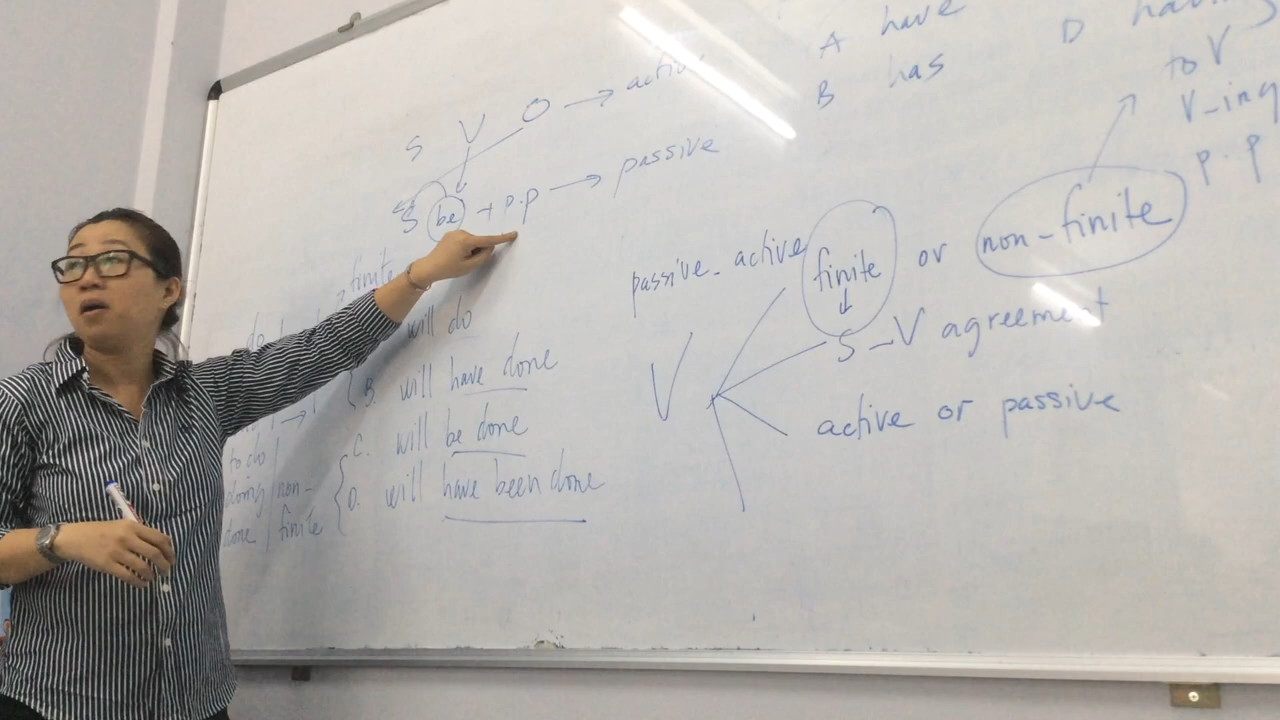 S V O → active
S be + p.p → passive
finite
do
will do
B. will have done
to do
C. will be done
doing non-
D. will have been done
done finite
A have
B has
D having
to V
V-ing
p.p
passive - active finite or non-finite
V
S-V agreement
active or passive